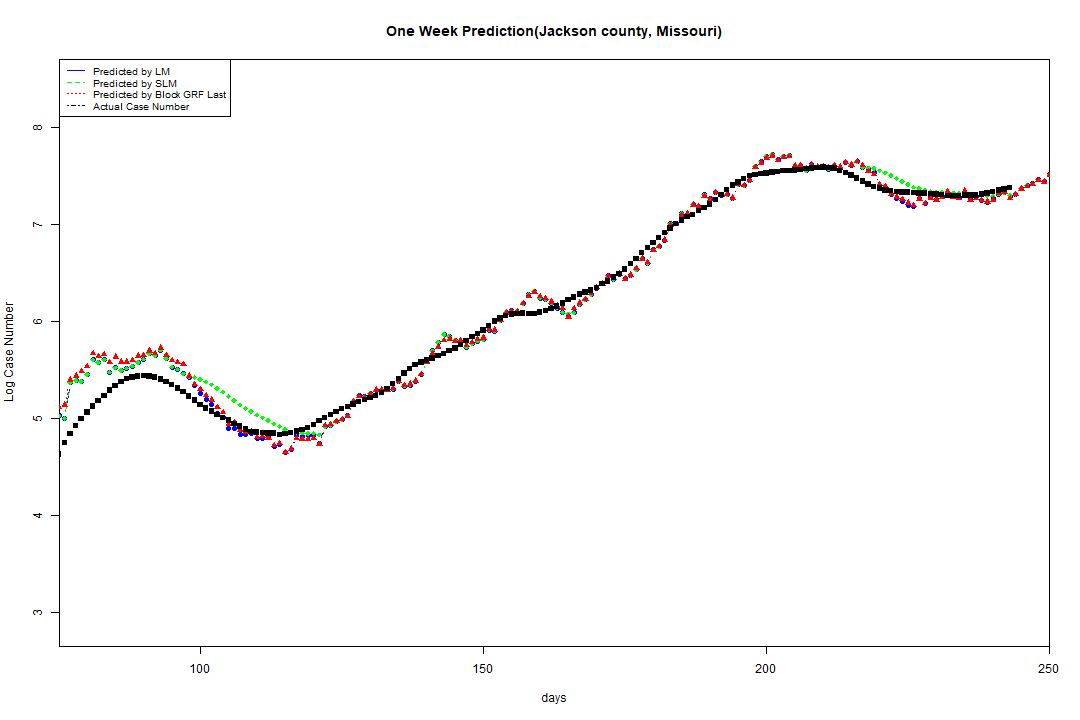 One Week Prediction(Jackson county, Missouri)
Predicted by LM
Predicted by SLM
Predicted by Block GRF Last
Actual Case Number
8
7
6
5
4
3
Log Case Number
100 150 200 250
days